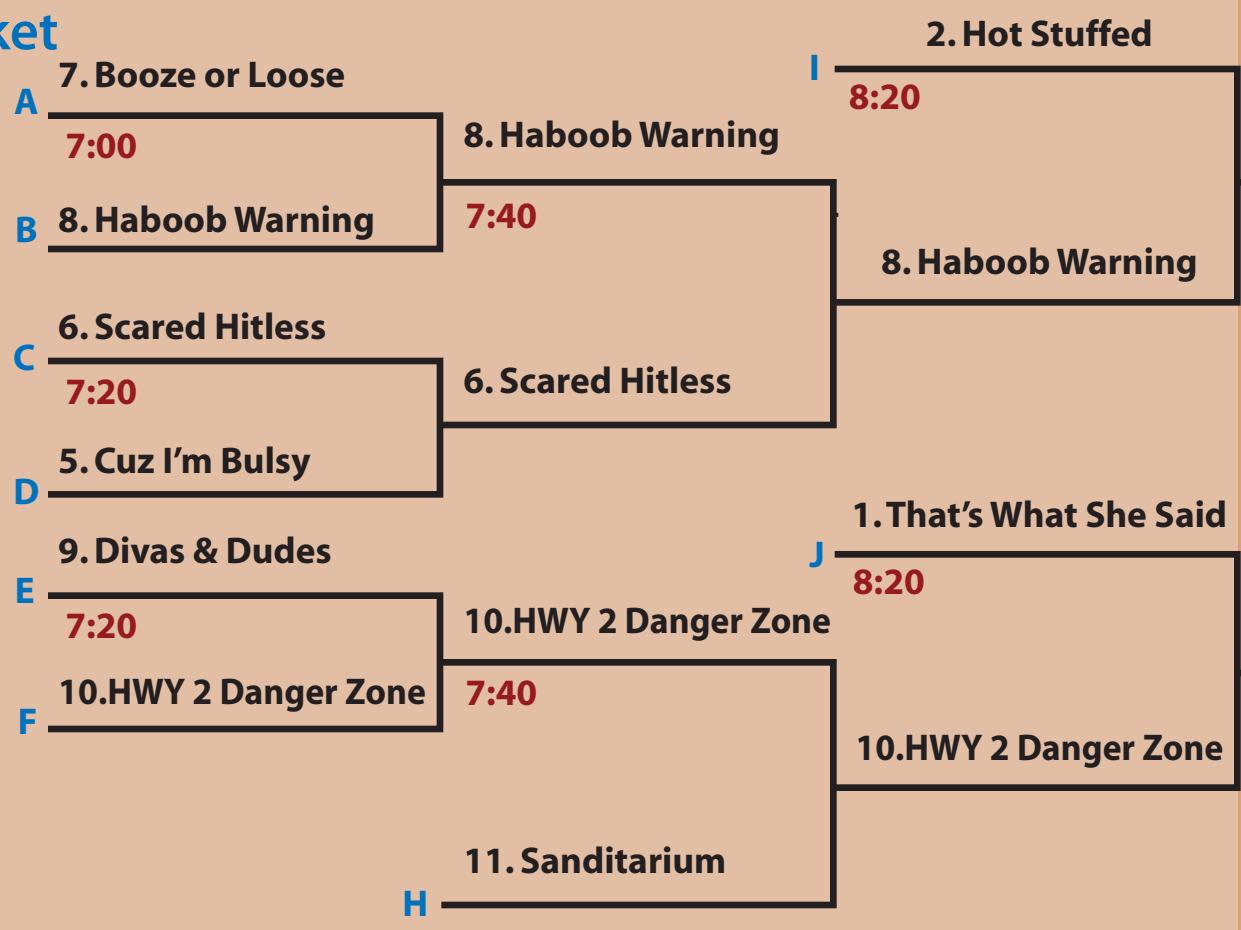 ket
A
7. Booze or Loose
7:00
B
8. Haboob Warning
C
6. Scared Hitless
7:20
D
5. Cuz I'm Bulsy
E
9. Divas & Dudes
7:20
F
10.HWY 2 Danger Zone
8. Haboob Warning
7:40
6. Scared Hitless
10.HWY 2 Danger Zone
7:40
H
11. Sanditarium
I
2. Hot Stuffed
8:20
8. Haboob Warning
J
1. That’s What She Said
8:20
10.HWY 2 Danger Zone